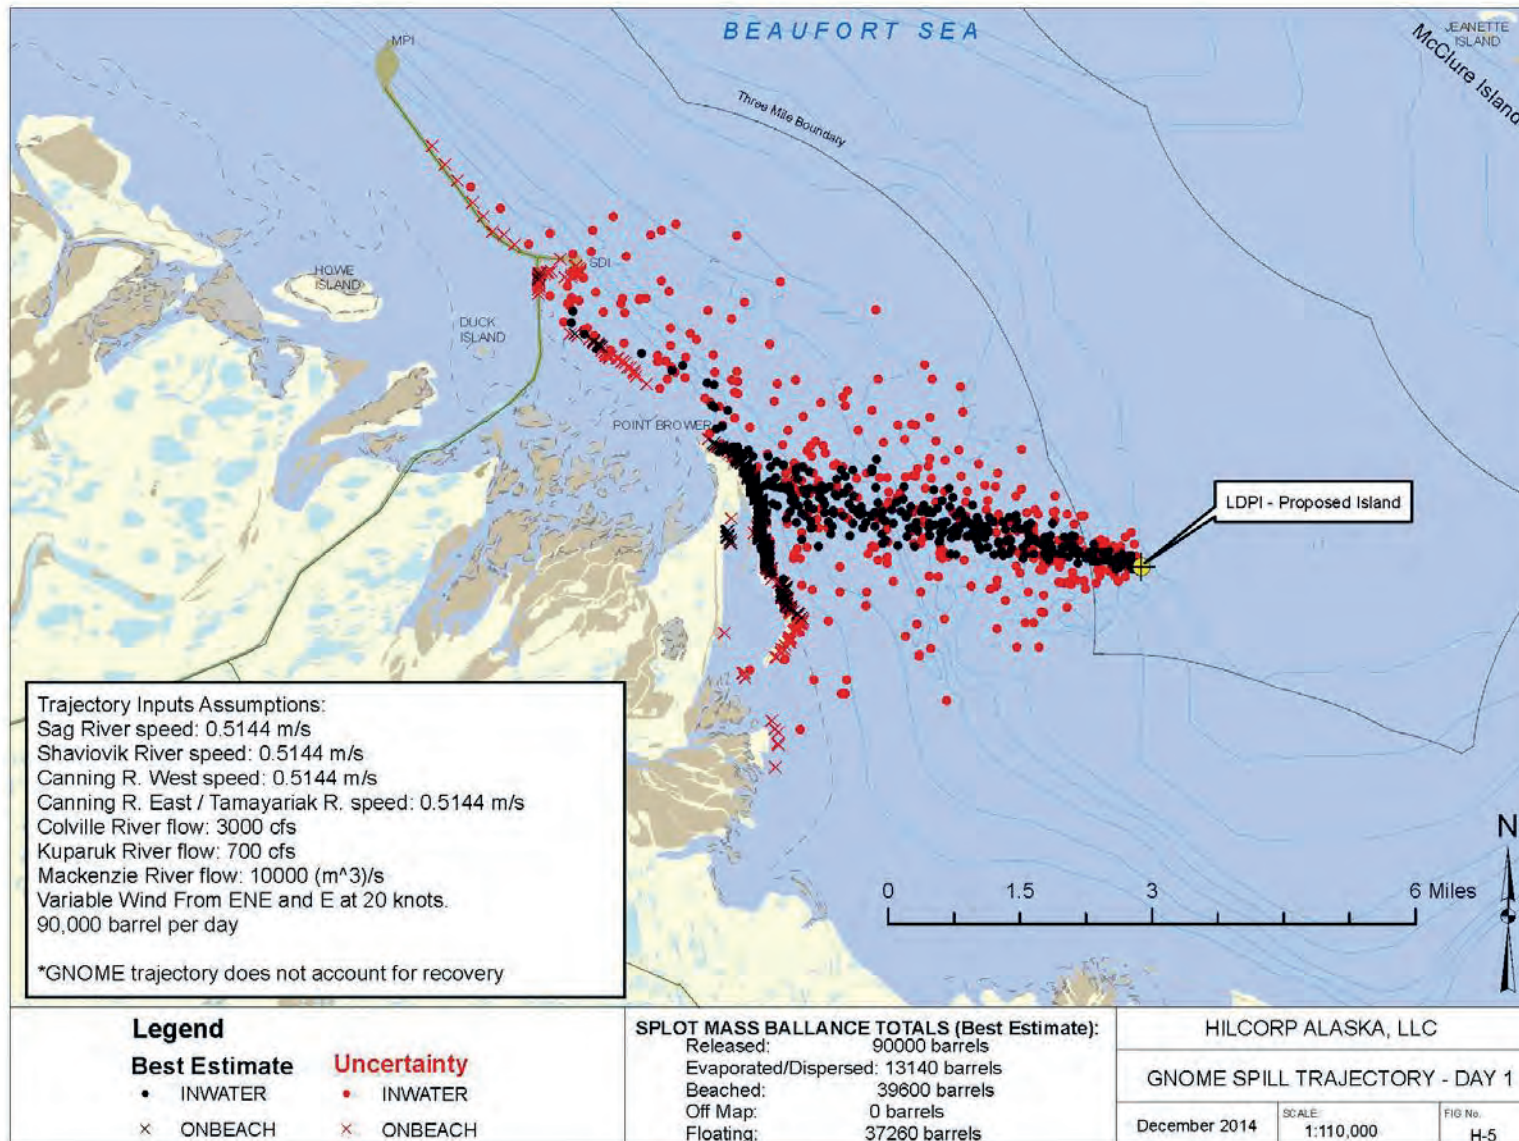 BEAUFORT SEA
JEANETTE
ISLAND
McClure Island
MPI
Three Mile Boundary
HOWE
ISLAND
SDI
DUCK
ISLAND
POINT BROWER
LDPI - Proposed Island
Trajectory Inputs Assumptions:
Sag River speed: 0.5144 m/s
Shaviovik River speed: 0.5144 m/s
Canning R. West speed: 0.5144 m/s
Canning R. East / Tamayariak R. speed: 0.5144 m/s
Colville River flow: 3000 cfs
Kuparuk River flow: 700 cfs
Mackenzie River flow: 10000 (m^3)/s
Variable Wind From ENE and E at 20 knots.
90,000 barrel per day
*GNOME trajectory does not account for recovery
N
0 1.5 3 6 Miles
Legend
Best Estimate Uncertainty
INWATER INWATER
ONBEACH ONBEACH
SPLOT MASS BALLANCE TOTALS (Best Estimate):
Released: 90000 barrels
Evaporated/Dispersed: 13140 barrels
Beached: 39600 barrels
Off Map: 0 barrels
Floating: 37260 barrels
HILCORP ALASKA, LLC
GNOME SPILL TRAJECTORY - DAY 1
December 2014
SCALE:
1:110,000
FIG No.
H-5